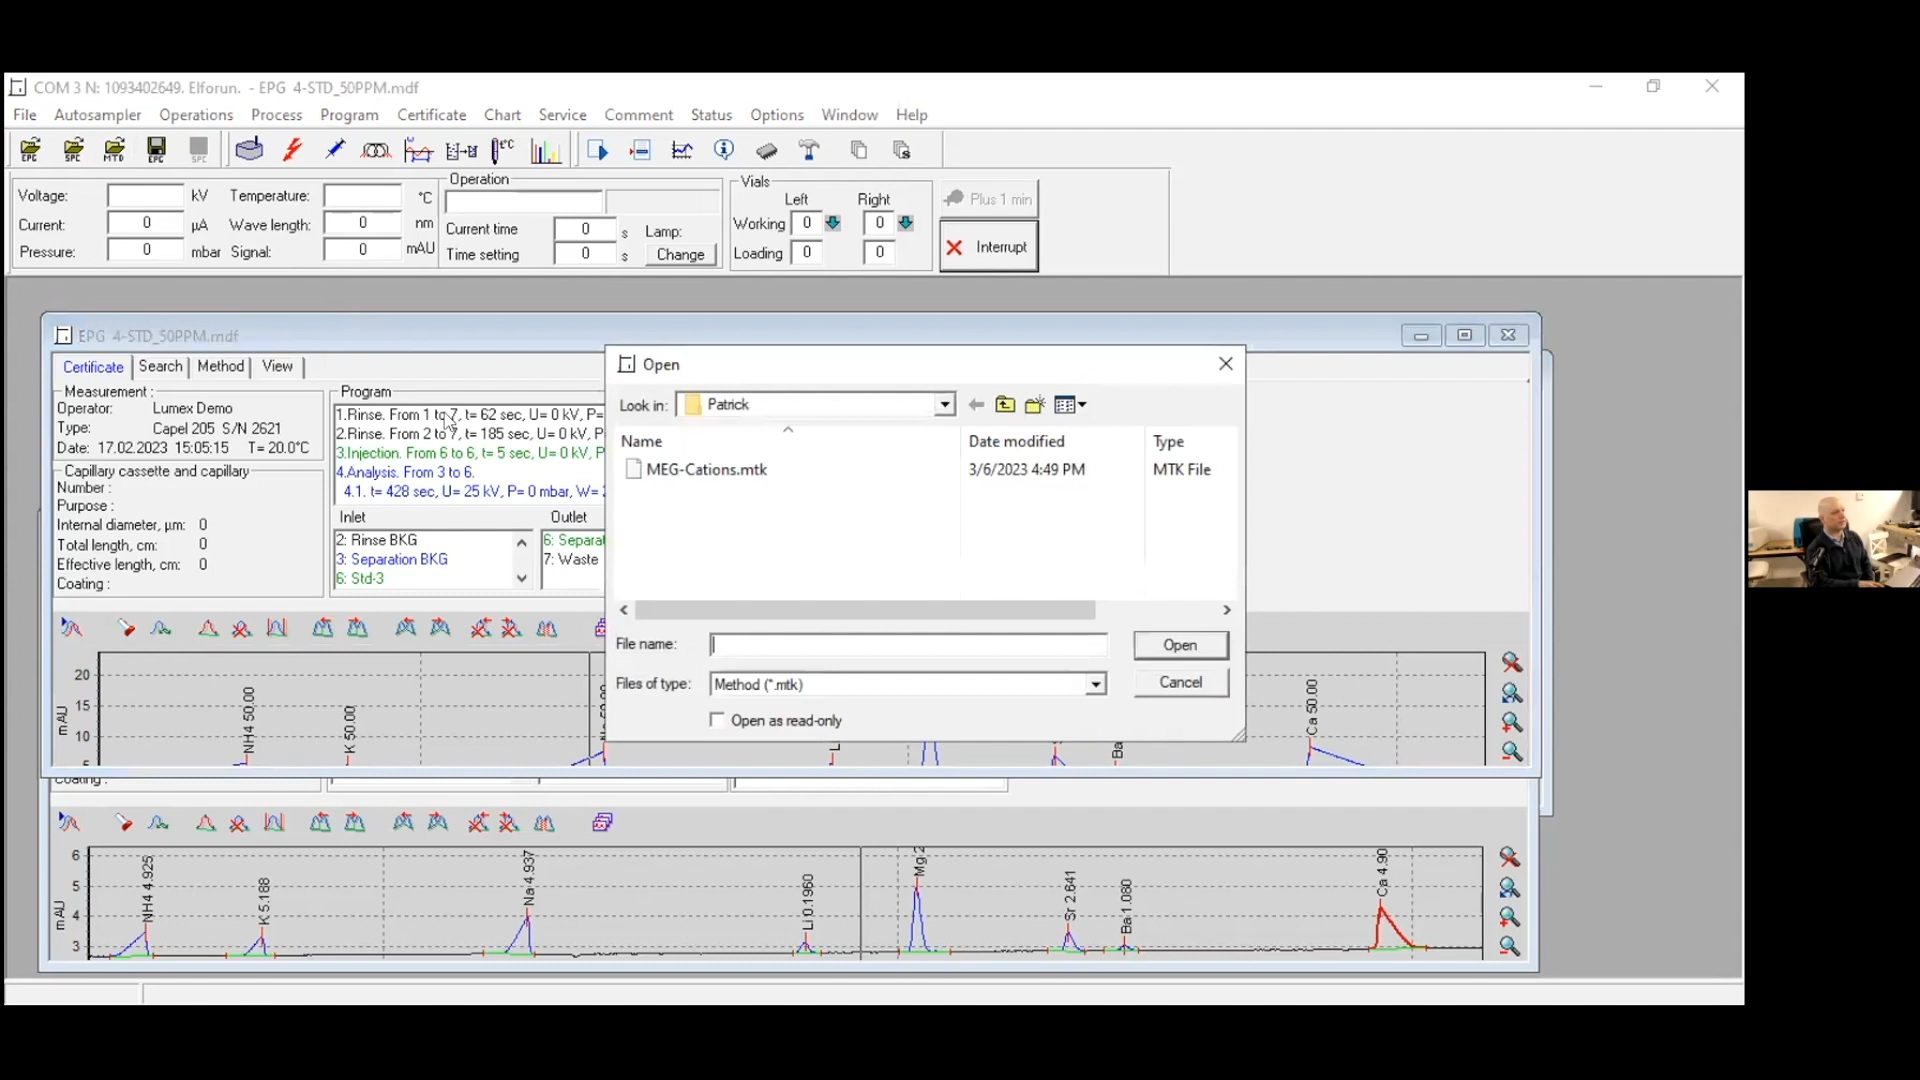 COM 3 N: 1093402649. Elforun. - EPG 4-STD_50PPM.mdf
File Autosampler Operations Process Program Certificate Chart Service Comment Status Options Window Help
EPG SPC MTD EPG SPC °C
Voltage: kV Temperature: °C
Current: 0 µA Wave length: 0 nm
Pressure: 0 mbar Signal: 0 mAU
Operation
Current time 0 s Lamp:
Time setting 0 s Change
Vials
Left Right
Working 0 0
Loading 0 0
Plus 1 min
Interrupt
EPG 4-STD_50PPM.mdf
Certificate Search Method View
Measurement :
Operator: Lumex Demo
Type: Capel 205 S/N 2621
Date: 17.02.2023 15:05:15 T= 20.0°C
Capillary cassette and capillary
Number :
Purpose :
Internal diameter, µm: 0
Total length, cm: 0
Effective length, cm: 0
Coating :
Program
1.Rinse. From 1 to 7, t= 62 sec, U= 0 kV, P=
2.Rinse. From 2 to 7, t= 185 sec, U= 0 kV, P
3.Injection. From 6 to 6, t= 5 sec, U= 0 kV, P=
4.Analysis. From 3 to 6.
4.1. t= 428 sec, U= 25 kV, P= 0 mbar, W= 2
Inlet Outlet
2: Rinse BKG
3: Separation BKG
6: Std-3
6: Separat
7: Waste
Open
Look in: Patrick
Name Date modified Type
MEG-Cations.mtk 3/6/2023 4:49 PM MTK File
File name: Open
Files of type: Method (*.mtk) Cancel
Open as read-only
mAU
20
15
10
5
NH4 50.00
K 50.00
Ba
Ca 50.00
Coating :
mAU
6
5
4
3
NH4 4.925
K 5.188
Na 4.937
Li 0.1960
Mg 2
Sr 2.641
Ba 1.080
Ca 4.90